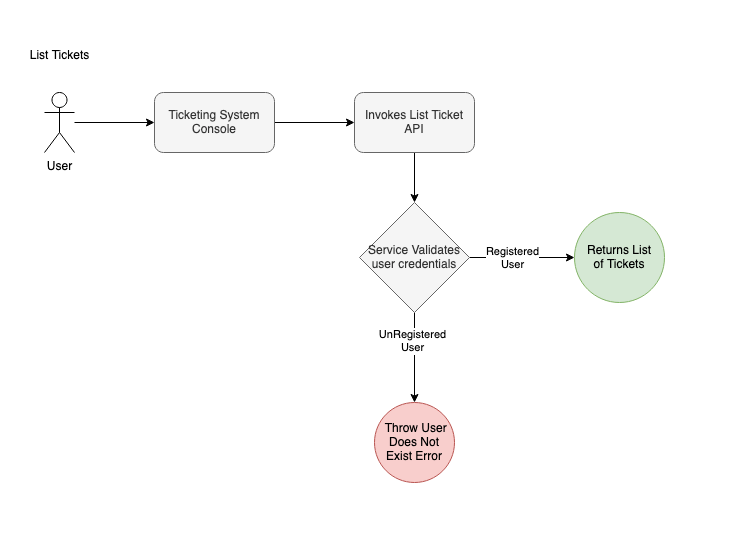 List Tickets
User
Ticketing System
Console
Invokes List Ticket
API
Service Validates
user credentials
Registered
User
Returns List
of Tickets
UnRegistered
User
Throw User
Does Not
Exist Error